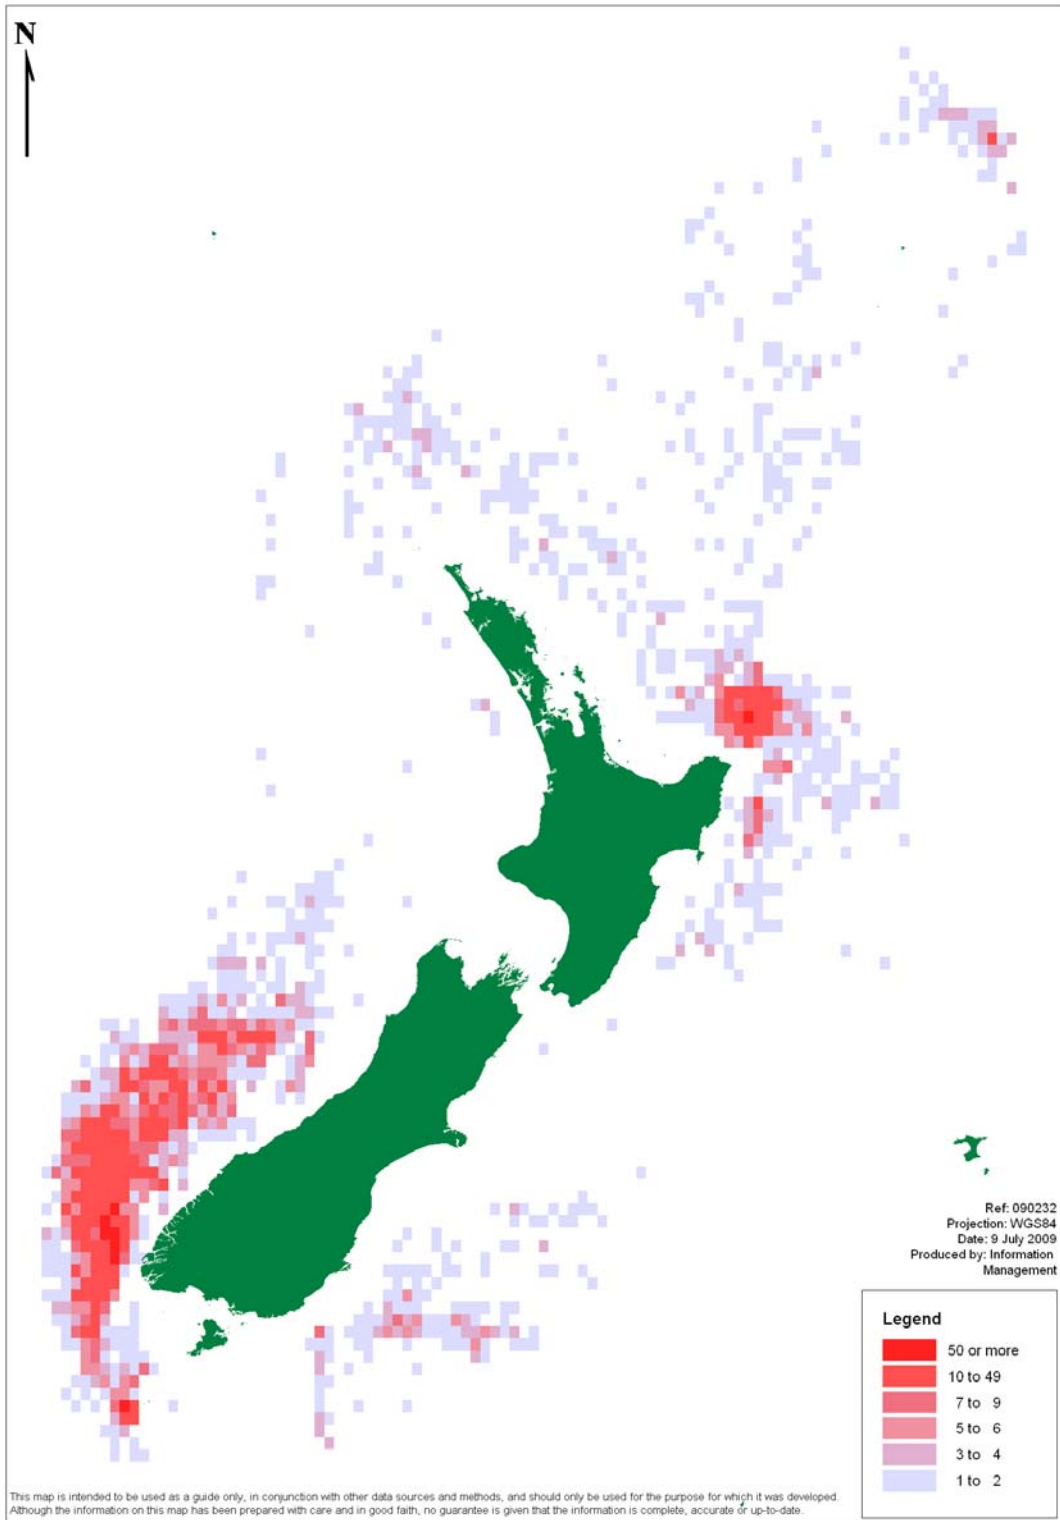 N
Ref: 090232
Projection: WGS84
Date: 9 July 2009
Produced by: Information
Management
Legend
50 or more
10 to 49
7 to 9
5 to 6
3 to 4
1 to 2
This map is intended to be used as a guide only, in conjunction with other data sources and methods, and should only be used for the purpose for which it was developed.
Although the information on this map has been prepared with care and in good faith, no guarantee is given that the information is complete, accurate or up-to-date.